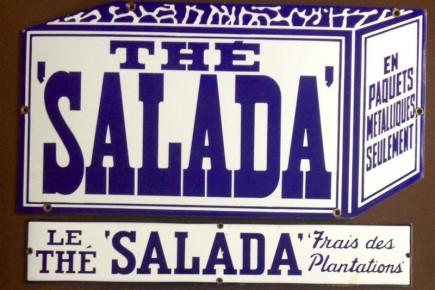 THÉ
'SALADA'
EN
PAQUETS
MÉTALLIQUES
SEULEMENT
LE THÉ 'SALADA' "Frais des Plantations"